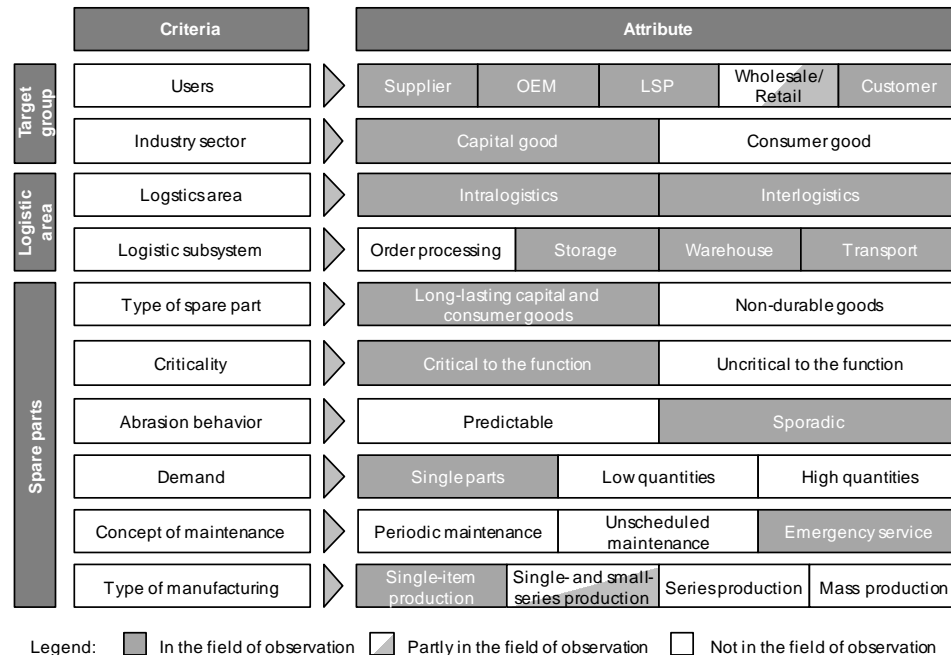 Criteria
Attribute
Target
group
Users
Supplier
OEM
LSP
Wholesale/
Retail
Customer
Industry sector
Capital good
Consumer good
Logistic
area
Logstics area
Intralogistics
Interlogistics
Logistic subsystem
Order processing
Storage
Warehouse
Transport
Spare parts
Type of spare part
Long-lasting capital and
consumer goods
Non-durable goods
Criticality
Critical to the function
Uncritical to the function
Abrasion behavior
Predictable
Sporadic
Demand
Single parts
Low quantities
High quantities
Concept of maintenance
Periodic maintenance
Unscheduled
maintenance
Emergency service
Type of manufacturing
Single-item
production
Single- and small-
series production
Series production
Mass production
Legend:
In the field of observation
Partly in the field of observation
Not in the field of observation